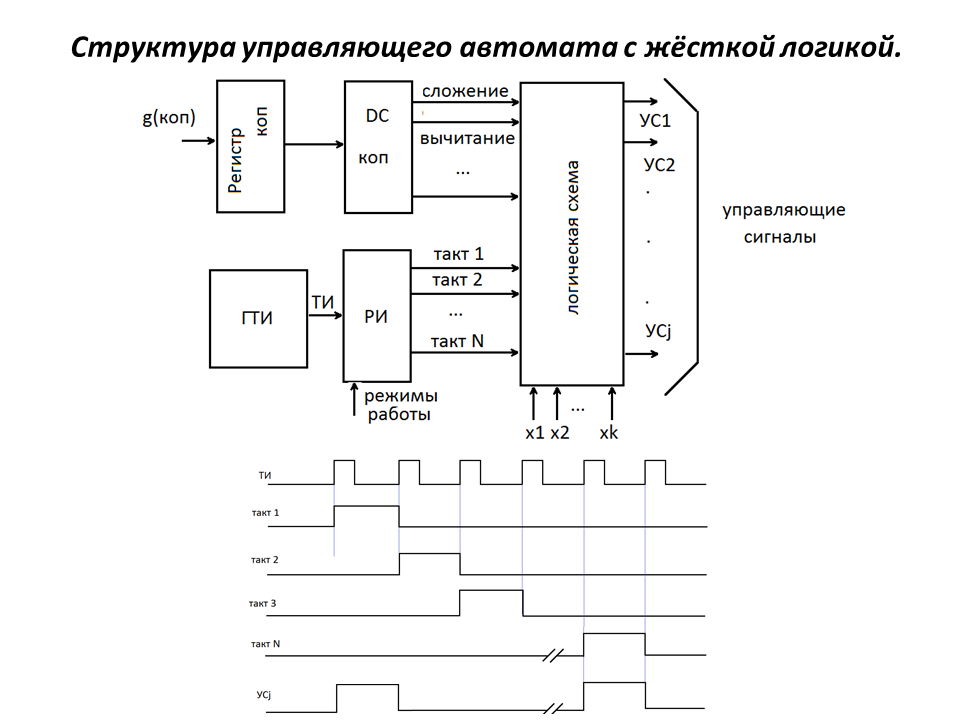 Структура управляющего автомата с жёсткой логикой.
g(коп)
Регистр
коп
DC
коп
сложение
вычитание
...
логическая схема
УС1
УС2
.
.
.
УСj
управляющие
сигналы
ГТИ
ТИ
РИ
такт 1
такт 2
...
такт N
режимы
работы
x1 x2 ... xk
ТИ
такт 1
такт 2
такт 3
такт N
УСj